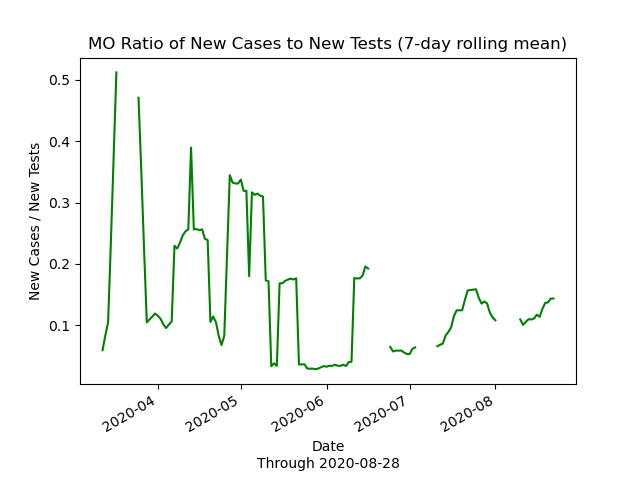 MO Ratio of New Cases to New Tests (7-day rolling mean)
New Cases / New Tests
0.5
0.4
0.3
0.2
0.1
2020-04
2020-05
2020-06
2020-07
2020-08
Date
Through 2020-08-28